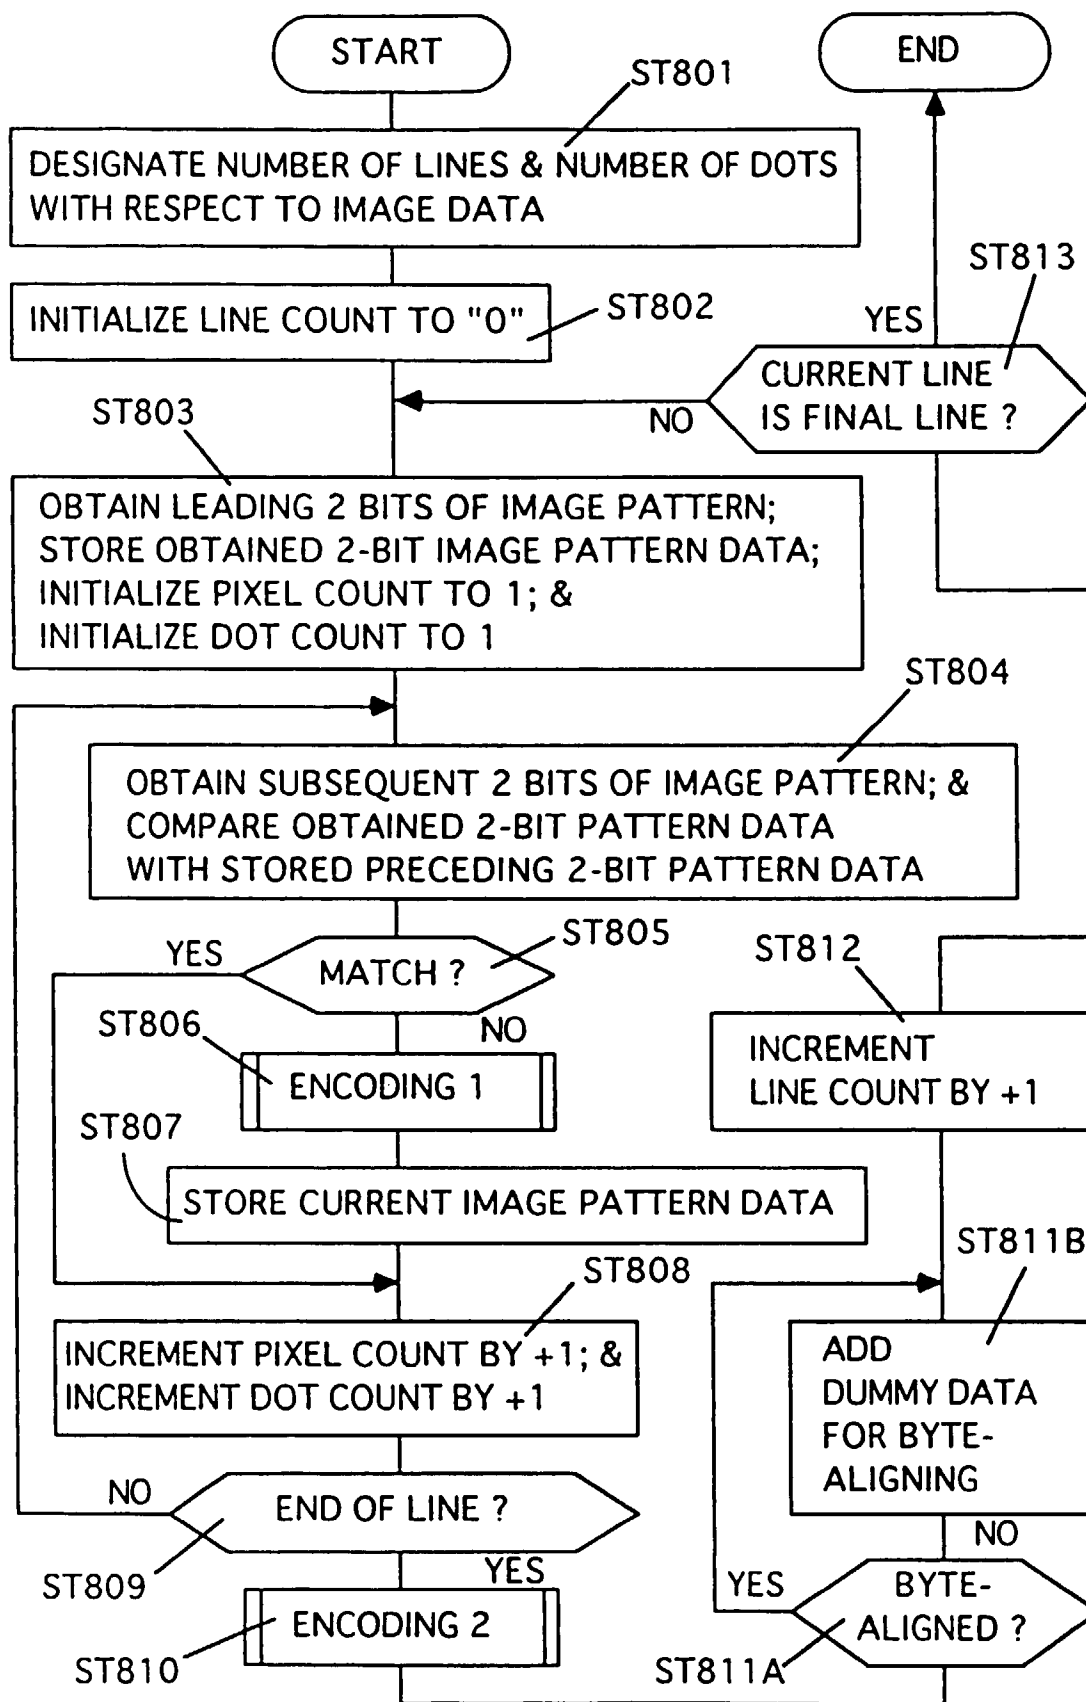 START
END
ST801
DESIGNATE NUMBER OF LINES & NUMBER OF DOTS
WITH RESPECT TO IMAGE DATA
ST813
INITIALIZE LINE COUNT TO "0"
ST802
YES
CURRENT LINE
IS FINAL LINE ?
NO
ST803
OBTAIN LEADING 2 BITS OF IMAGE PATTERN;
STORE OBTAINED 2-BIT IMAGE PATTERN DATA;
INITIALIZE PIXEL COUNT TO 1; &
INITIALIZE DOT COUNT TO 1
ST804
OBTAIN SUBSEQUENT 2 BITS OF IMAGE PATTERN; &
COMPARE OBTAINED 2-BIT PATTERN DATA
WITH STORED PRECEDING 2-BIT PATTERN DATA
ST805
YES
MATCH ?
ST812
ST806
NO
ENCODING 1
INCREMENT
LINE COUNT BY +1
ST807
STORE CURRENT IMAGE PATTERN DATA
ST811B
ST808
INCREMENT PIXEL COUNT BY +1; &
INCREMENT DOT COUNT BY +1
ADD
DUMMY DATA
FOR BYTE-
ALIGNING
NO
END OF LINE ?
NO
ST809
YES
YES
BYTE-
ALIGNED ?
ENCODING 2
ST810
ST811A